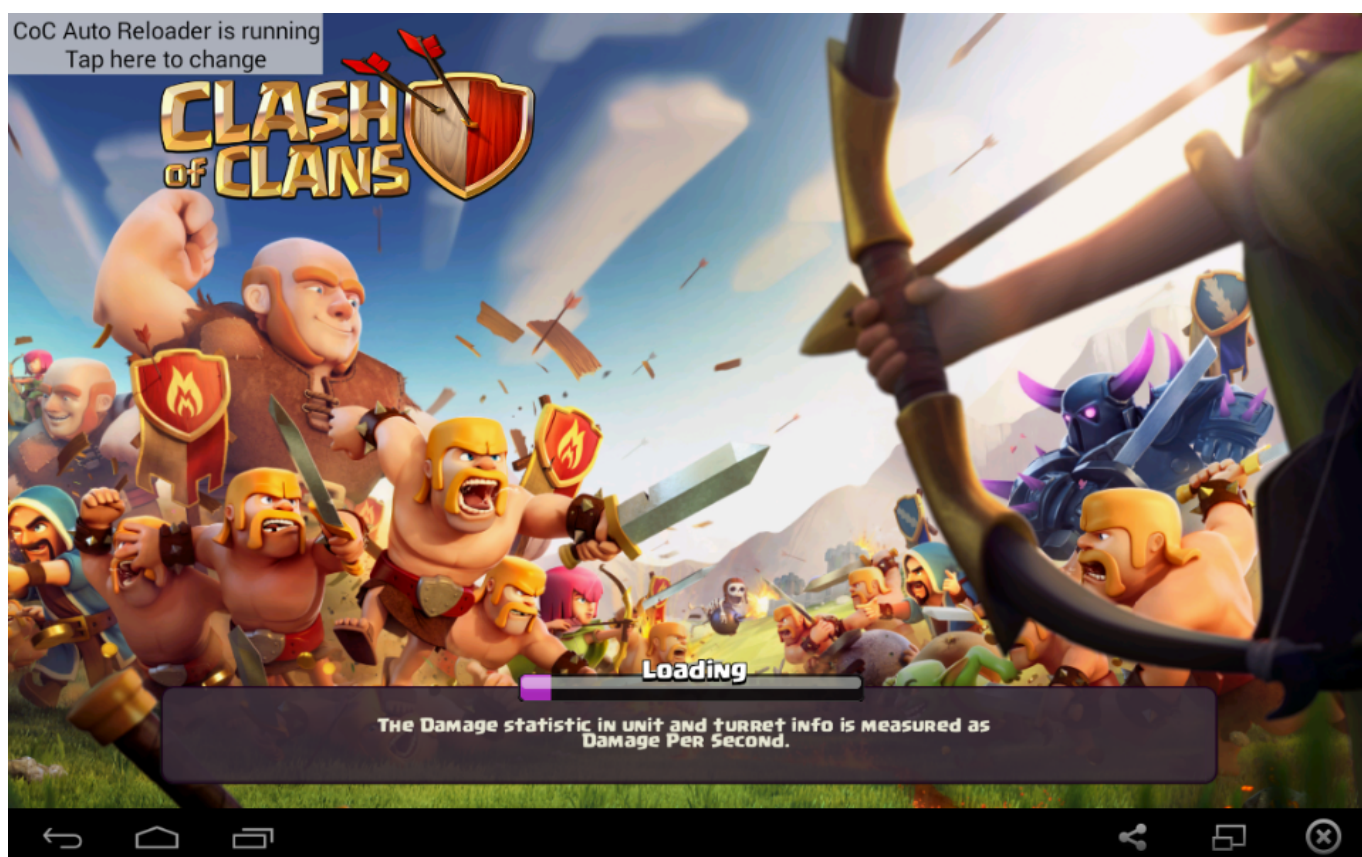 CoC Auto Reloader is running
Tap here to change
CLASH
of CLANS
Loading
The Damage statistic in unit and turret info is measured as
Damage Per Second.